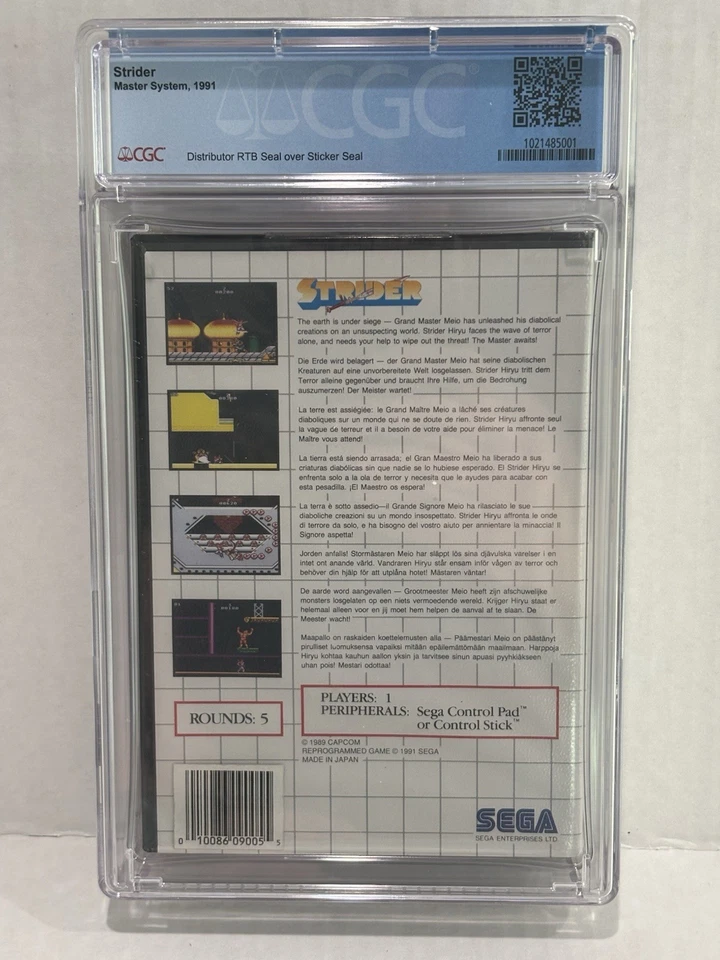 Strider
Master System, 1991
CGC
CGC
Distributor RTB Seal over Sticker Seal
1021485001
STRIDER
The earth is under siege — Grand Master Meio has unleashed his diabolical
creations on an unsuspecting world. Strider Hiryu faces the wave of terror
alone, and needs your help to wipe out the threat! The Master awaits!
Die Erde wird belagert — der Grand Master Meio hat seine diabolischen
Kreaturen auf eine unvorbereitete Welt losgelassen. Strider Hiryu tritt dem
Terror alleine gegenüber und braucht Ihre Hilfe, um die Bedrohung
auszumerzen! Der Meister wartet!
La terre est assiégiée: le Grand Maître Meio a lâché ses créatures
diaboliques sur un monde qui ne se doute de rien. Strider Hiryu affronte seul
la vague de terreur et il a besoin de votre aide pour éliminer la menace! Le
Maître vous attend!
La tierra está siendo arrasada; el Gran Maestro Meio ha liberado a sus
criaturas diabólicas sin que nadie se lo hubiese esperado. El Strider Hiryu se
enfrenta solo a la ola de terror y necesita que le ayudes para acabar con
esta pesadilla. ¡El Maestro os espera!
La terra è sotto assedio—il Grande Signore Meio ha rilasciato le sue
diaboliche creazioni su un mondo insospettato. Strider Hiryu affronta le onde
di terrore da solo, e ha bisogno del vostro aiuto per annientare la minaccia! Il
Signore aspetta!
Jorden anfalls! Stormästaren Meio har släppt lös sina djävulska varelser i en
intet ont anande värld. Vandraren Hiryu står ensam inför vågen av terror och
behöver din hjälp för att utplåna hotet! Mästaren väntar!
De aarde word aangevallen — Grootmeester Meio heeft zijn afschuwelijke
monsters losgelaten op een niets vermoedende wereld. Krijger Hiryu staat er
helemaal alleen voor en jij moet hem helpen de aanval af te slaan. De
Meester wacht!
Maapallo on raskaiden koettelemusten alla — Päämestari Meio on päästänyt
pirulliset luomuksensa vapaiksi mitään epäilemättömään maailmaan. Harppoja
Hiryu kohtaa kauhun aallon yksin ja tarvitsee sinun apuasi pyyhkiäkseen
uhan pois! Mestari odottaa!
ROUNDS: 5
PLAYERS: 1
PERIPHERALS: Sega Control Pad™
or Control Stick™
© 1989 CAPCOM
REPROGRAMMED GAME © 1991 SEGA
MADE IN JAPAN
0 10086 09005 5
SEGA
SEGA ENTERPRISES LTD.